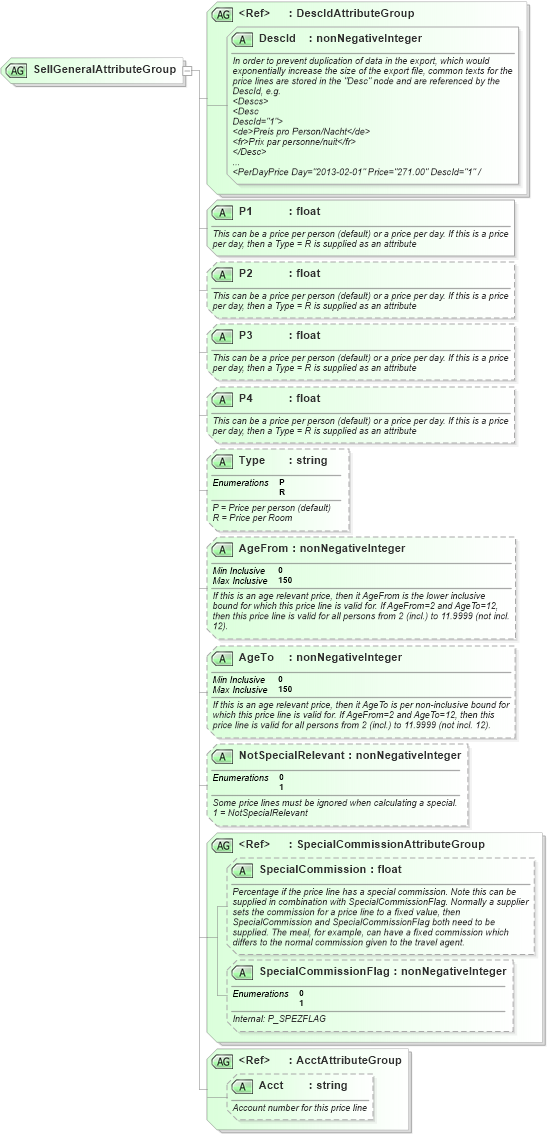 SellGeneralAttributeGroup
AG
AG <Ref> : DescIdAttributeGroup
A DescId : nonNegativeInteger
In order to prevent duplication of data in the export, which would
exponentially increase the size of the export file, common texts for the
price lines are stored in the "Desc" node and are referenced by the
DescId, e.g.
<Descs>
<Desc
DescId="1">
<de>Preis pro Person/Nacht</de>
<fr>Prix par personne/nuit</fr>
</Desc>
...
<PerDayPrice Day="2013-02-01" Price="271.00" DescId="1" /
A P1 : float
This can be a price per person (default) or a price per day. If this is a price
per day, then a Type = R is supplied as an attribute
A P2 : float
This can be a price per person (default) or a price per day. If this is a price
per day, then a Type = R is supplied as an attribute
A P3 : float
This can be a price per person (default) or a price per day. If this is a price
per day, then a Type = R is supplied as an attribute
A P4 : float
This can be a price per person (default) or a price per day. If this is a price
per day, then a Type = R is supplied as an attribute
A Type : string
Enumerations P
R
P = Price per person (default)
R = Price per Room
A AgeFrom : nonNegativeInteger
Min Inclusive 0
Max Inclusive 150
If this is an age relevant price, then it AgeFrom is the lower inclusive
bound for which this price line is valid for. If AgeFrom=2 and AgeTo=12,
then this price line is valid for all persons from 2 (incl.) to 11.9999 (not incl.
12).
A AgeTo : nonNegativeInteger
Min Inclusive 0
Max Inclusive 150
If this is an age relevant price, then it AgeTo is per non-inclusive bound for
which this price line is valid for. If AgeFrom=2 and AgeTo=12, then this
price line is valid for all persons from 2 (incl.) to 11.9999 (not incl. 12).
A NotSpecialRelevant : nonNegativeInteger
Enumerations 0
1
Some price lines must be ignored when calculating a special.
1 = NotSpecialRelevant
AG <Ref> : SpecialCommissionAttributeGroup
A SpecialCommission : float
Percentage if the price line has a special commission. Note this can be
supplied in combination with SpecialCommissionFlag. Normally a supplier
sets the commission for a price line to a fixed value, then
SpecialCommission and SpecialCommissionFlag both need to be
supplied. The meal, for example, can have a fixed commission which
differs to the normal commission given to the travel agent.
A SpecialCommissionFlag : nonNegativeInteger
Enumerations 0
1
Internal: P_SPEZFLAG
AG <Ref> : AcctAttributeGroup
A Acct : string
Account number for this price line